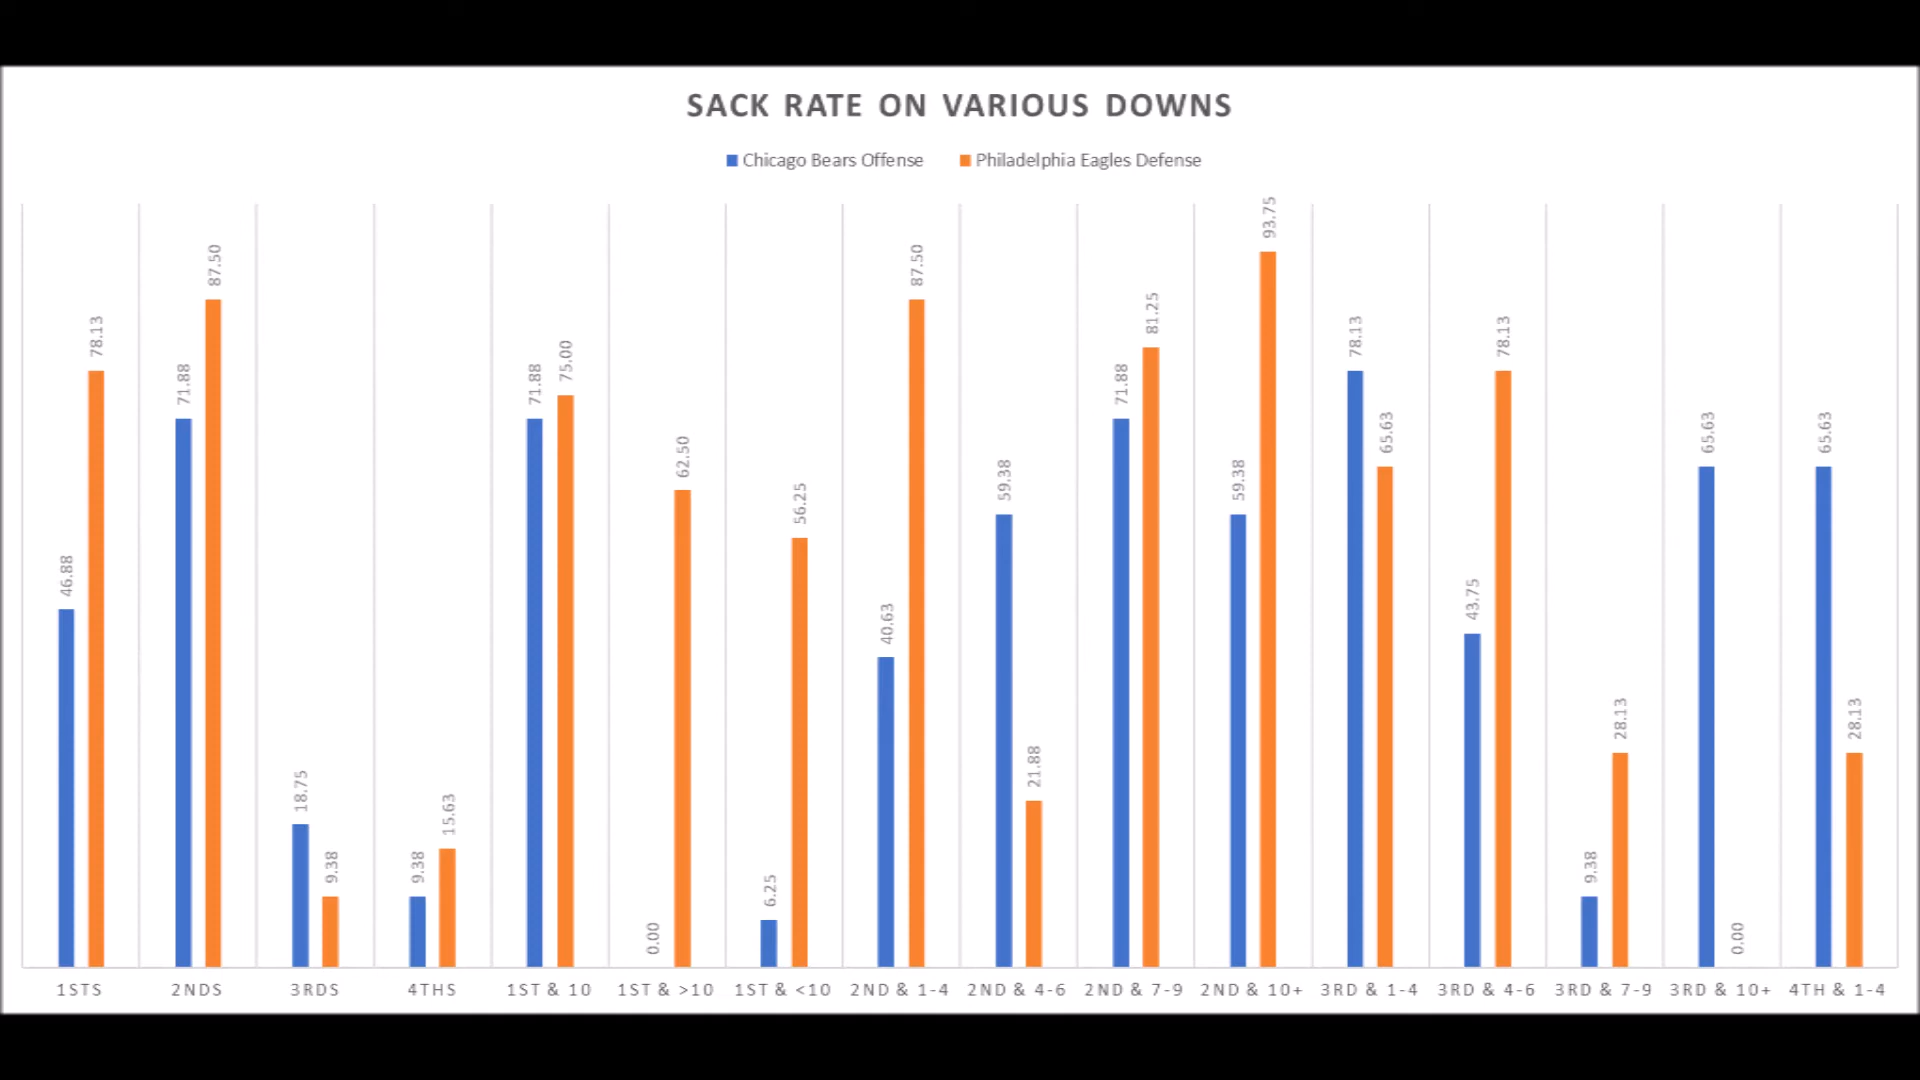 SACK RATE ON VARIOUS DOWNS
Chicago Bears Offense Philadelphia Eagles Defense
46.88 78.13 71.88 87.50 18.75 9.38 9.38 15.63 71.88 75.00 0.00 62.50 6.25 56.25 40.63 87.50 59.38 21.88 71.88 81.25 59.38 93.75 78.13 65.63 43.75 78.13 9.38 28.13 65.63 0.00 65.63 28.13
1STS 2NDS 3RDS 4THS 1ST & 10 1ST & >10 1ST & <10 2ND & 1-4 2ND & 4-6 2ND & 7-9 2ND & 10+ 3RD & 1-4 3RD & 4-6 3RD & 7-9 3RD & 10+ 4TH & 1-4